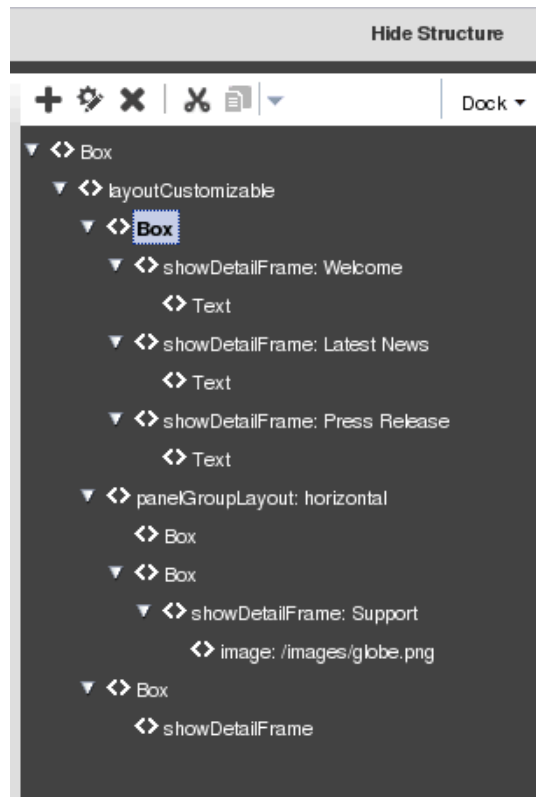 Hide Structure
Dock
Box
layoutCustomizable
Box
showDetailFrame: Welcome
Text
showDetailFrame: Latest News
Text
showDetailFrame: Press Release
Text
panelGroupLayout: horizontal
Box
Box
showDetailFrame: Support
image: /images/globe.png
Box
showDetailFrame